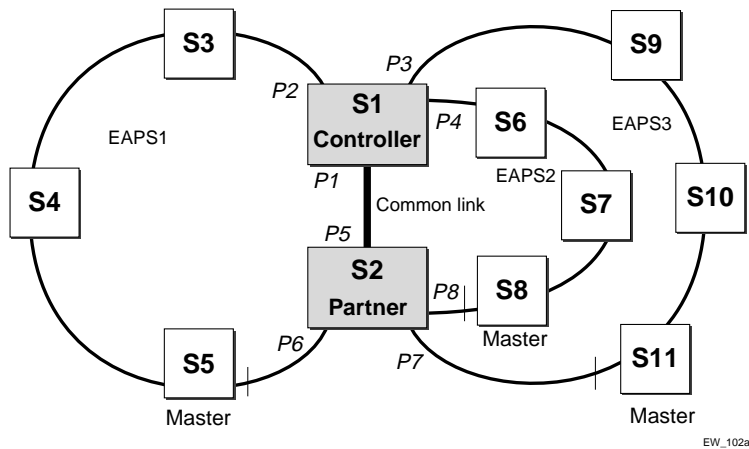 S3
S9
P3
P2
S1
Controller
P4
S6
EAPS1
EAPS3
P1
EAPS2
S4
Common link
S7
S10
P5
S2
Partner
P8
S8
Master
P6
P7
S5
S11
Master
Master
EW_102a